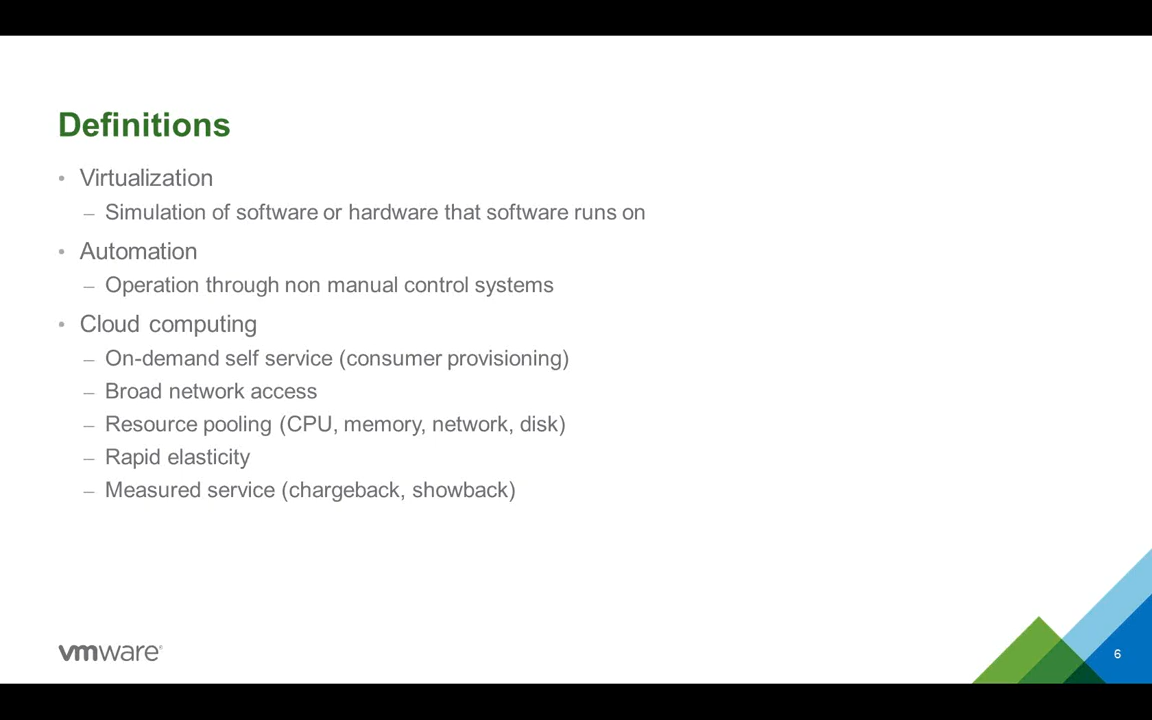 Definitions
• Virtualization
– Simulation of software or hardware that software runs on
• Automation
– Operation through non manual control systems
• Cloud computing
– On-demand self service (consumer provisioning)
– Broad network access
– Resource pooling (CPU, memory, network, disk)
– Rapid elasticity
– Measured service (chargeback, showback)
vmware®
6